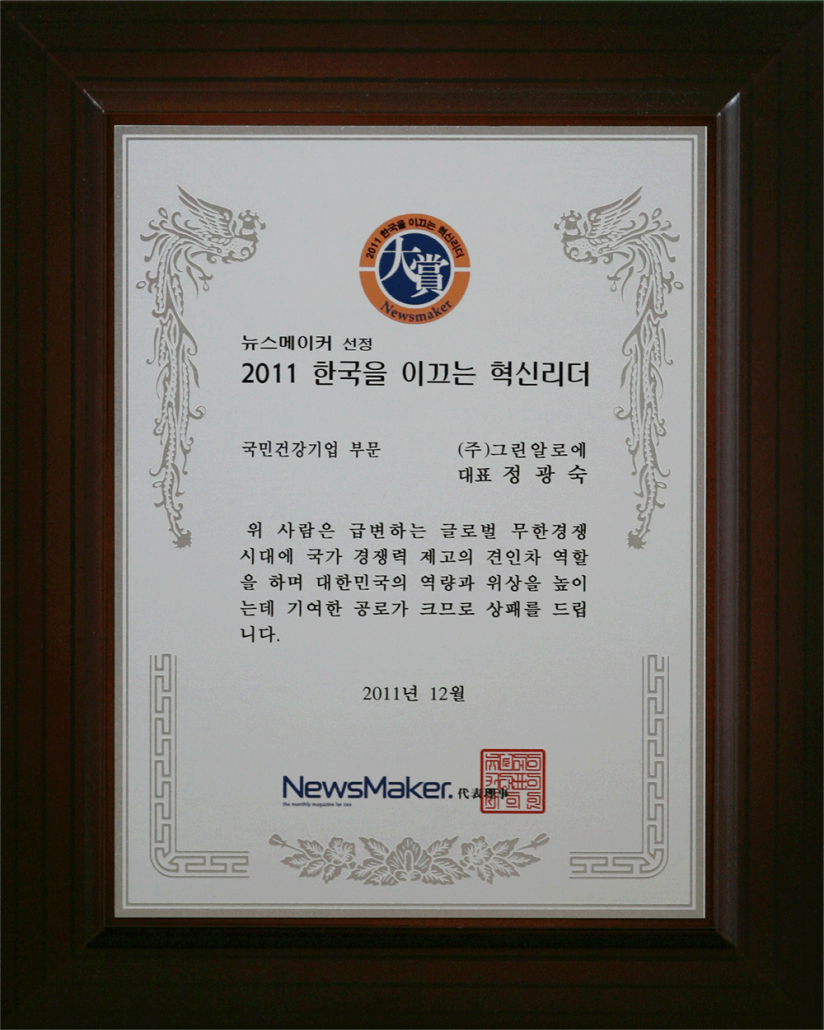 2011 한국을 이끄는 혁신리더
大賞
Newsmaker
뉴스메이커 선정
2011 한국을 이끄는 혁신리더
국민건강기업 부문
(주)그린알로에
대표 정 광 숙
위 사람은 급변하는 글로벌 무한경쟁
시대에 국가 경쟁력 제고의 견인차 역할
을 하며 대한민국의 역량과 위상을 높이
는데 기여한 공로가 크므로 상패를 드립
니다.
2011년 12월
NewsMaker. 代表理事
the monthly magazine for ceo